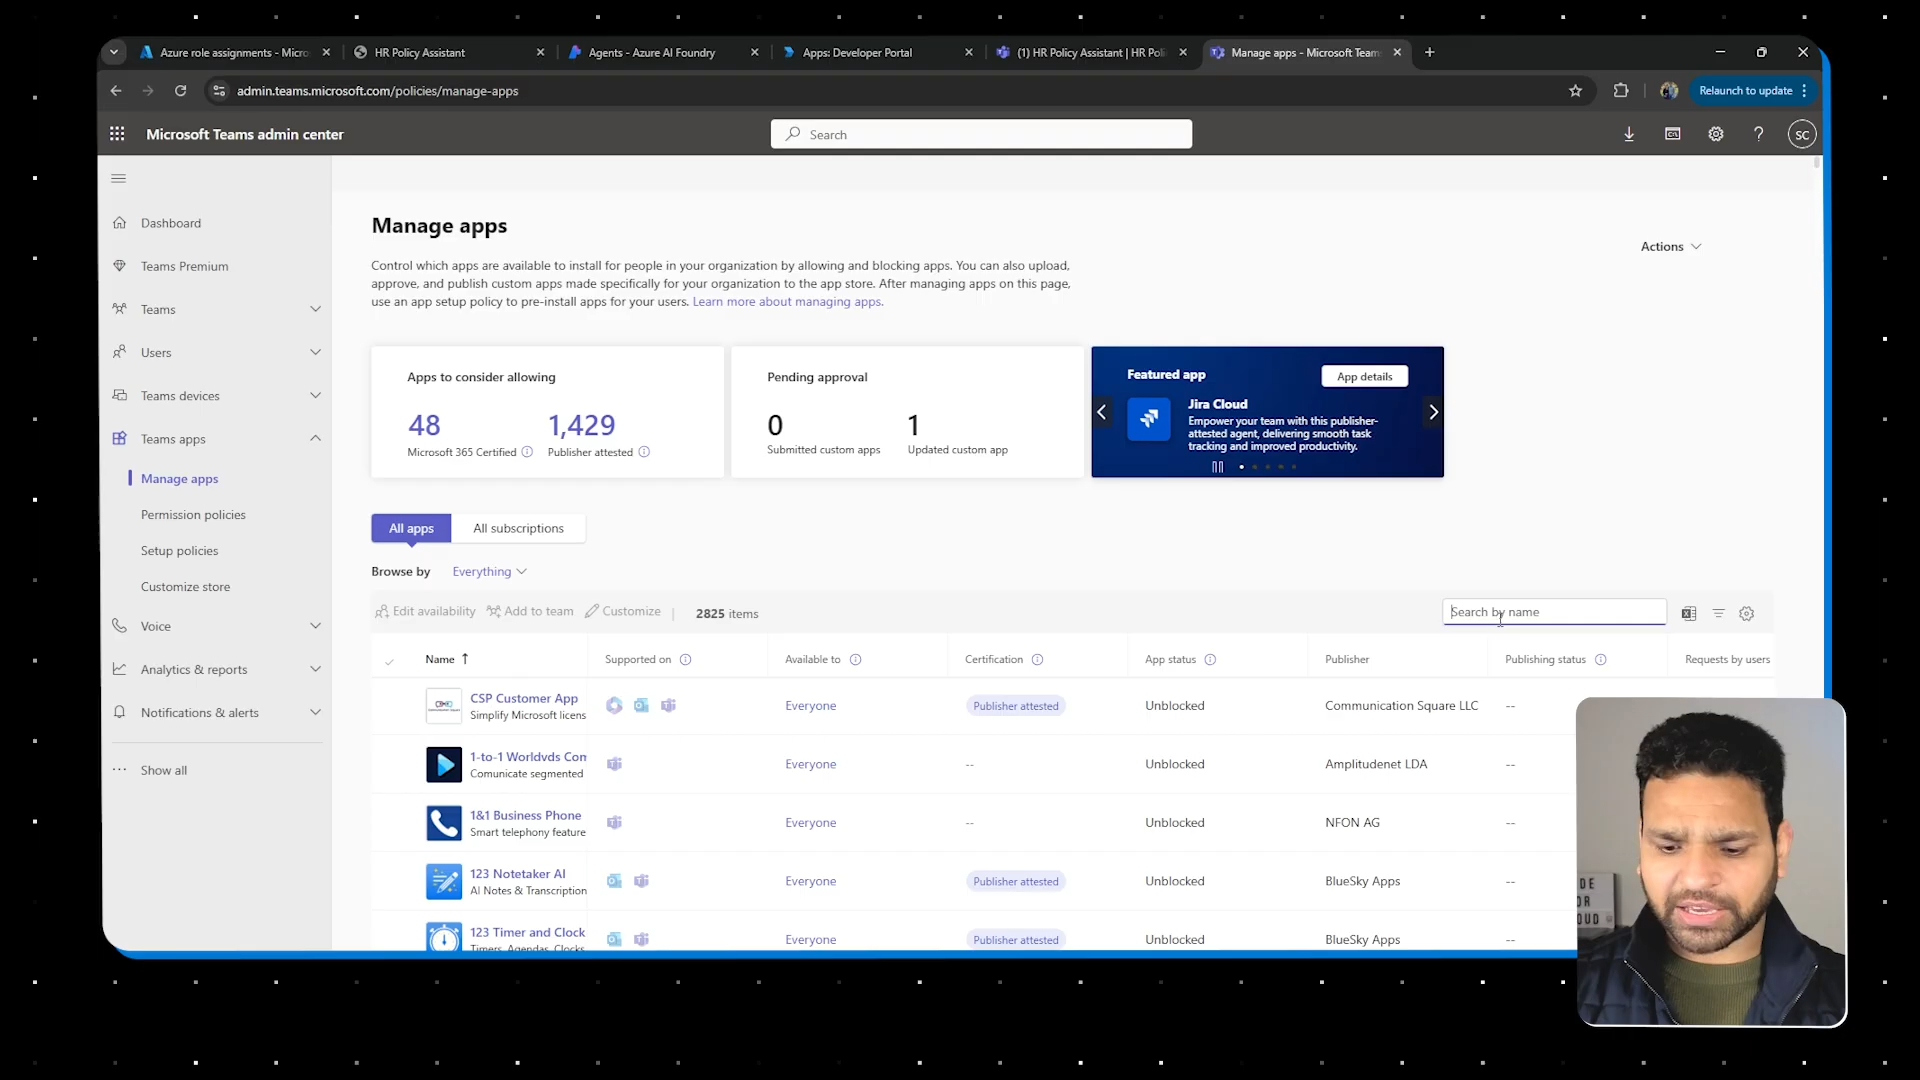 Azure role assignments - Micro
HR Policy Assistant
Agents - Azure AI Foundry
Apps: Developer Portal
(1) HR Policy Assistant | HR Poli
Manage apps - Microsoft Team
admin.teams.microsoft.com/policies/manage-apps
Relaunch to update
Microsoft Teams admin center
Search
SC
Dashboard
Teams Premium
Teams
Users
Teams devices
Teams apps
Manage apps
Permission policies
Setup policies
Customize store
Voice
Analytics & reports
Notifications & alerts
Show all
Manage apps
Actions
Control which apps are available to install for people in your organization by allowing and blocking apps. You can also upload,
approve, and publish custom apps made specifically for your organization to the app store. After managing apps on this page,
use an app setup policy to pre-install apps for your users. Learn more about managing apps.
Apps to consider allowing
48
1,429
Microsoft 365 Certified
Publisher attested
Pending approval
0
1
Submitted custom apps
Updated custom app
Featured app
App details
Jira Cloud
Empower your team with this publisher-
attested agent, delivering smooth task
tracking and improved productivity.
All apps
All subscriptions
Browse by
Everything
Edit availability
Add to team
Customize
2825 items
Search by name
Name
Supported on
Available to
Certification
App status
Publisher
Publishing status
Requests by users
CSP Customer App
Simplify Microsoft licens
Everyone
Publisher attested
Unblocked
Communication Square LLC
--
1-to-1 Worldvds Com
Comunicate segmented
Everyone
--
Unblocked
Amplitudenet LDA
--
1&1 Business Phone
Smart telephony feature
Everyone
--
Unblocked
NFON AG
--
123 Notetaker AI
AI Notes & Transcription
Everyone
Publisher attested
Unblocked
BlueSky Apps
--
123 Timer and Clock
Timers, Agendas, Clocks
Everyone
Publisher attested
Unblocked
BlueSky Apps
--